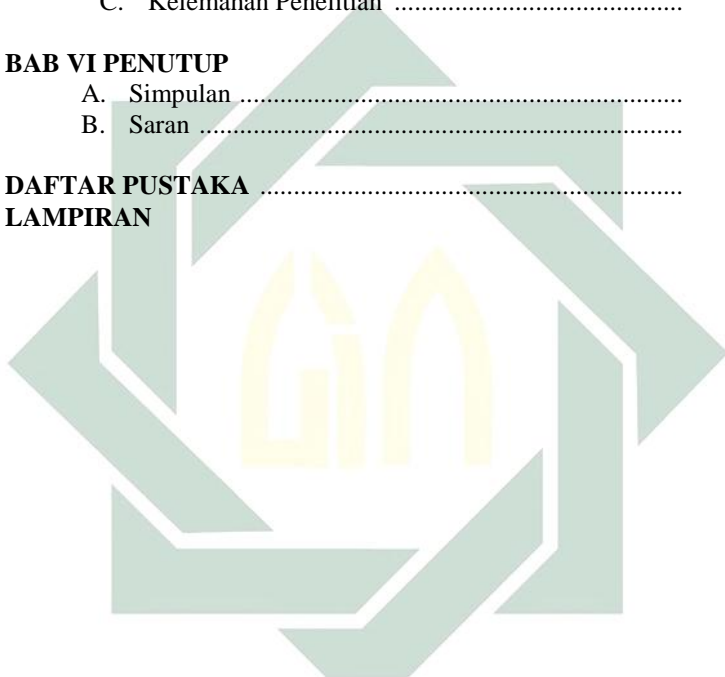 C. Kelemahan Penelitian ...........................................
BAB VI PENUTUP
A. Simpulan ..................................................................
B. Saran ........................................................................
DAFTAR PUSTAKA ...............................................................
LAMPIRAN